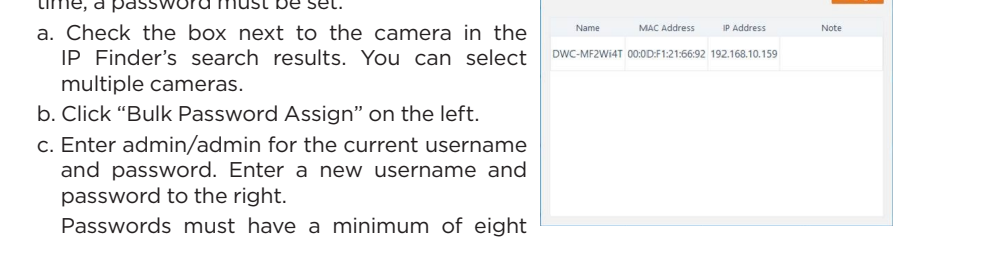 time, a password must be set.
a. Check the box next to the camera in the
IP Finder’s search results. You can select
multiple cameras.
b. Click “Bulk Password Assign” on the left.
c. Enter admin/admin for the current username
and password. Enter a new username and
password to the right.
Passwords must have a minimum of eight
Name MAC Address IP Address Note
DWC-MF2Wi4T 00:0D:F1:21:66:92 192.168.10.159